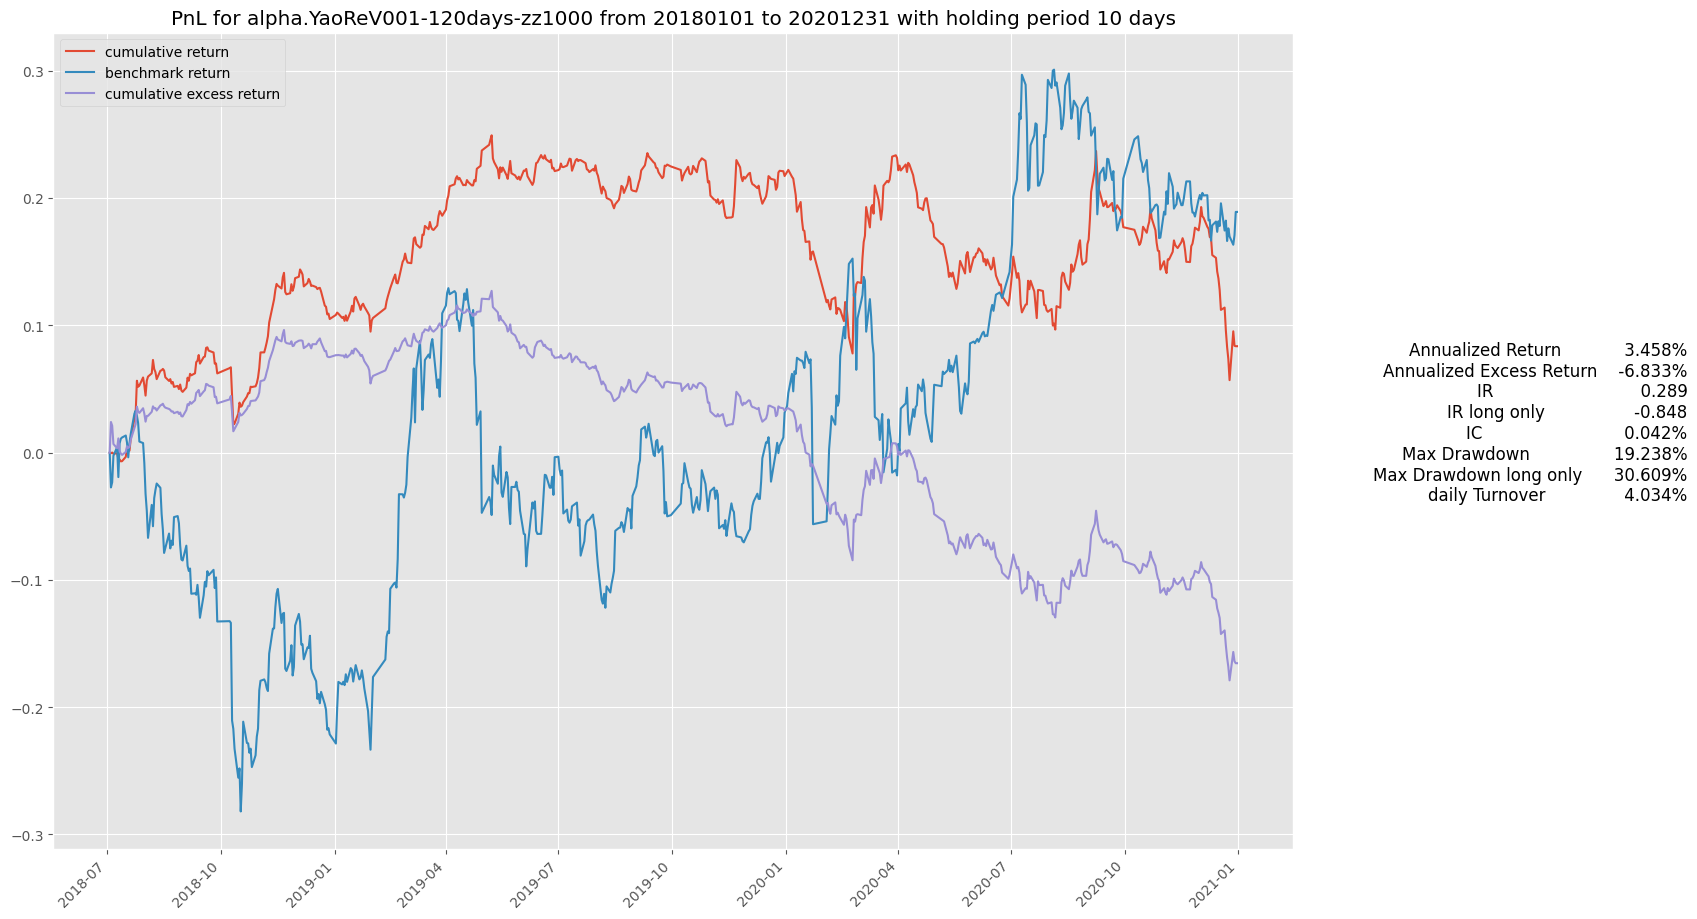 PnL for alpha.YaoReV001-120days-zz1000 from 20180101 to 20201231 with holding period 10 days
cumulative return
benchmark return
cumulative excess return
0.3
0.2
0.1
0.0
−0.1
−0.2
−0.3
2018-07
2018-10
2019-01
2019-04
2019-07
2019-10
2020-01
2020-04
2020-07
2020-10
2021-01
Annualized Return 3.458%
Annualized Excess Return -6.833%
IR 0.289
IR long only -0.848
IC 0.042%
Max Drawdown 19.238%
Max Drawdown long only 30.609%
daily Turnover 4.034%